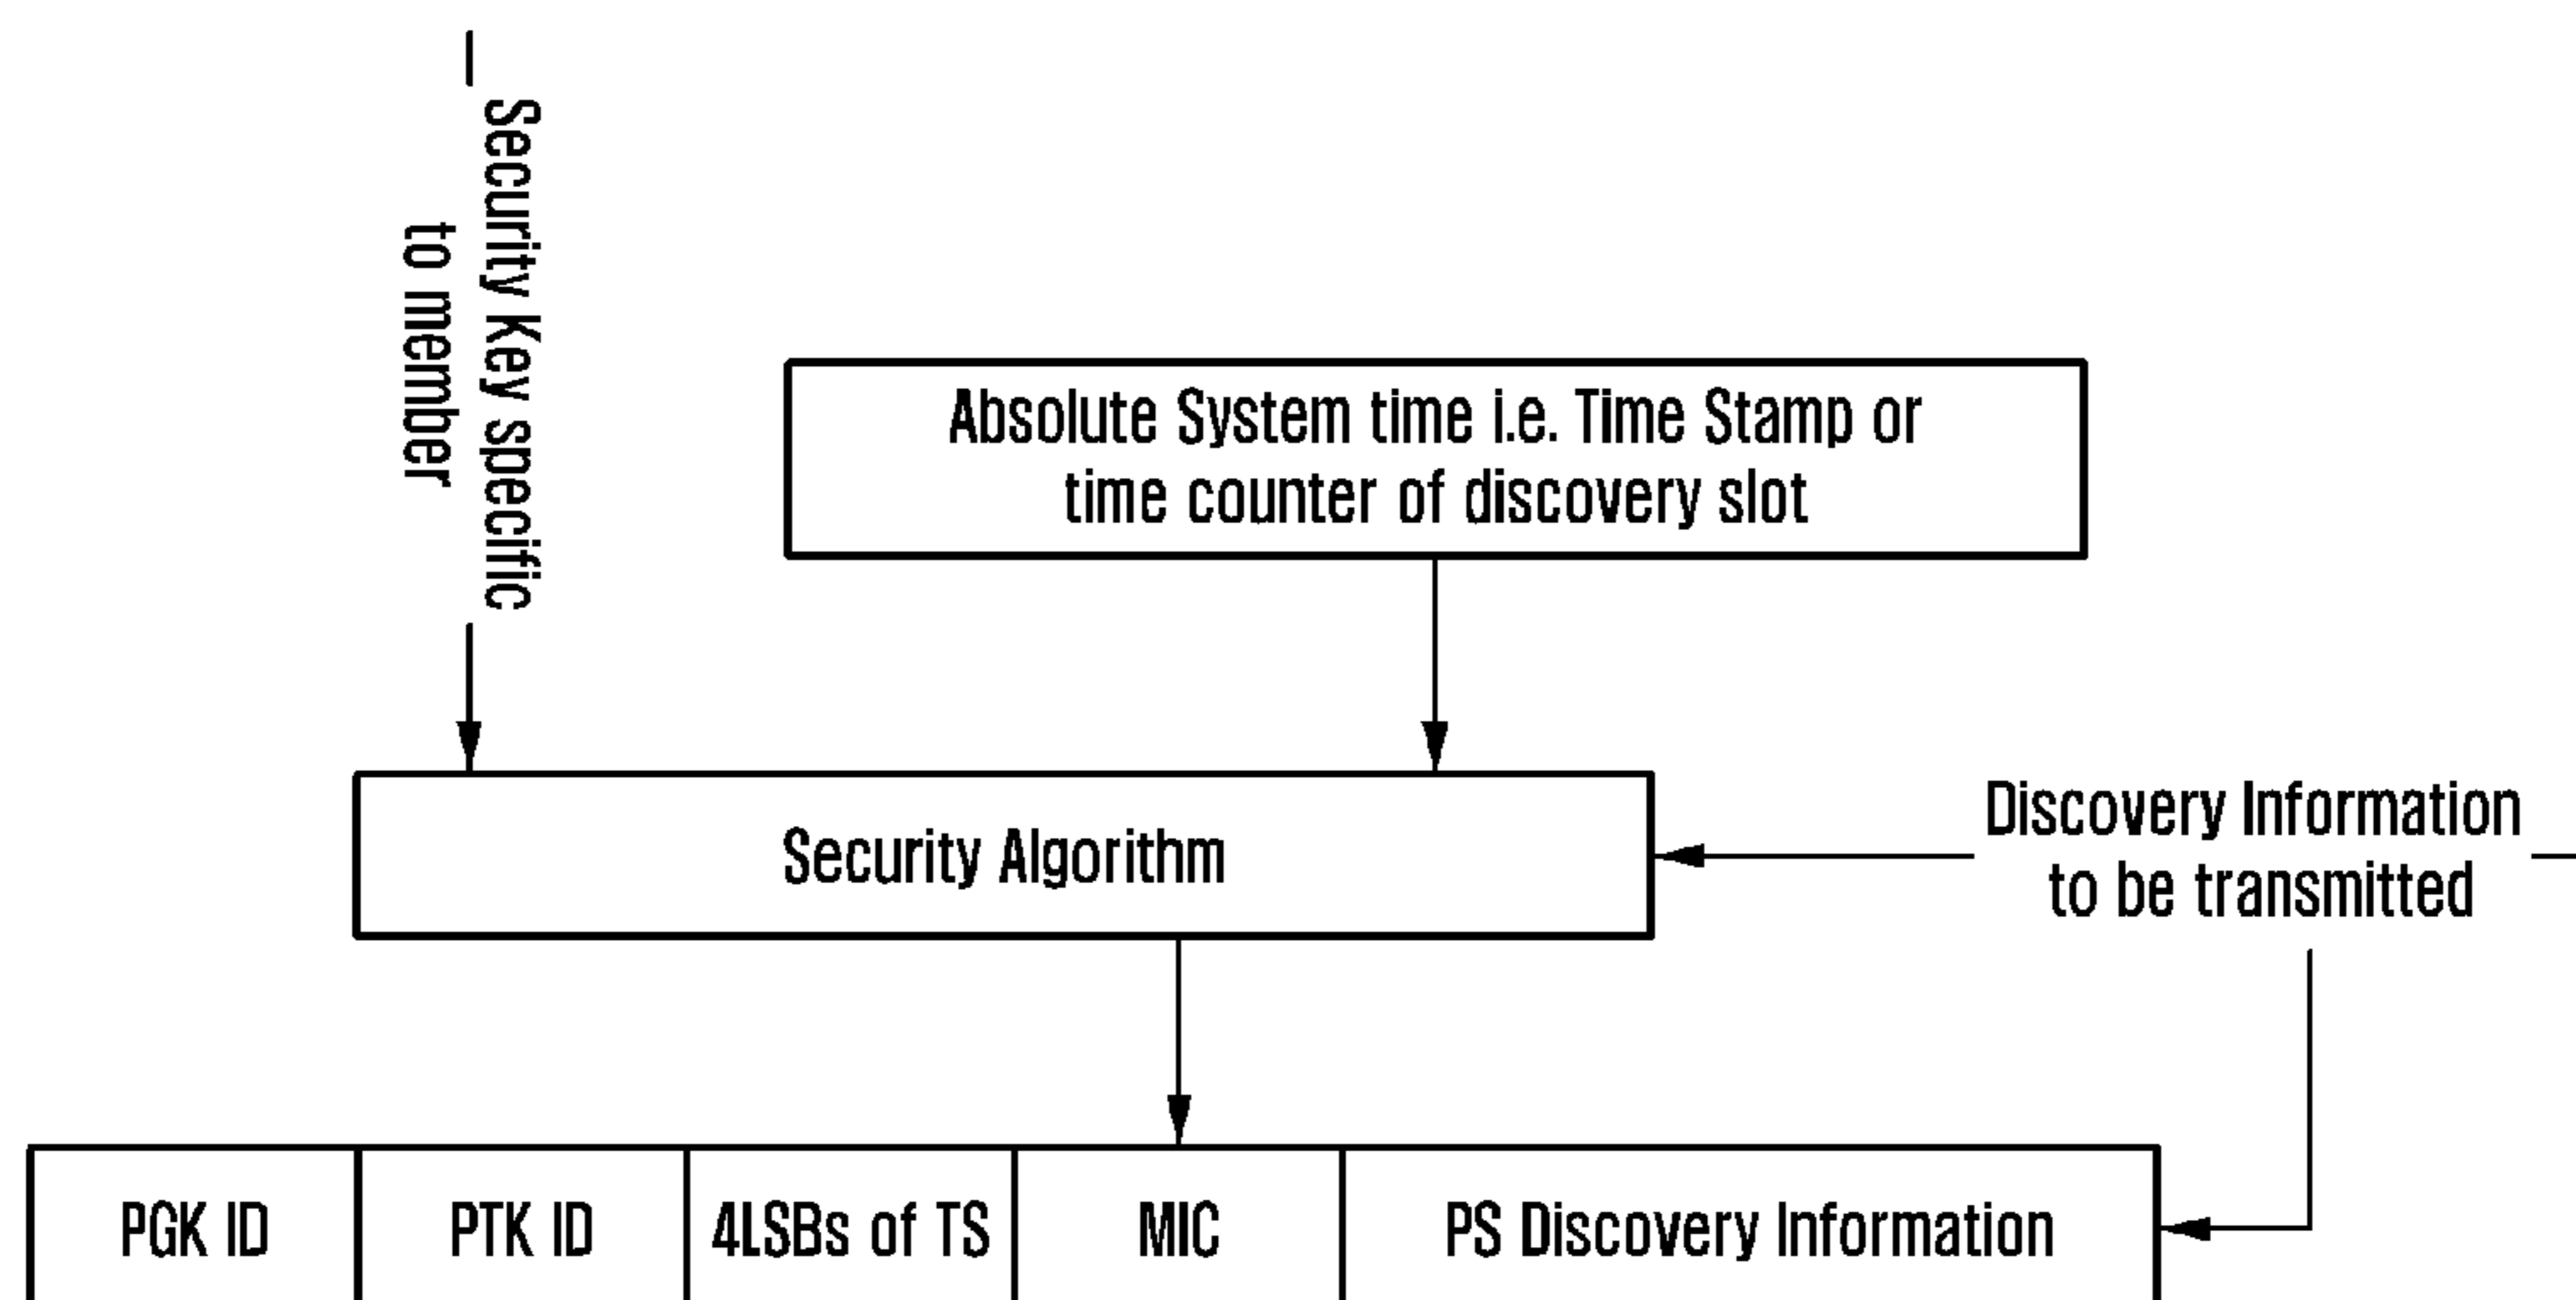 Security Key specific
to member
Absolute System time i.e. Time Stamp or
time counter of discovery slot
Security Algorithm
Discovery Information
to be transmitted
PGK ID
PTK ID
4LSBs of TS
MIC
PS Discovery Information